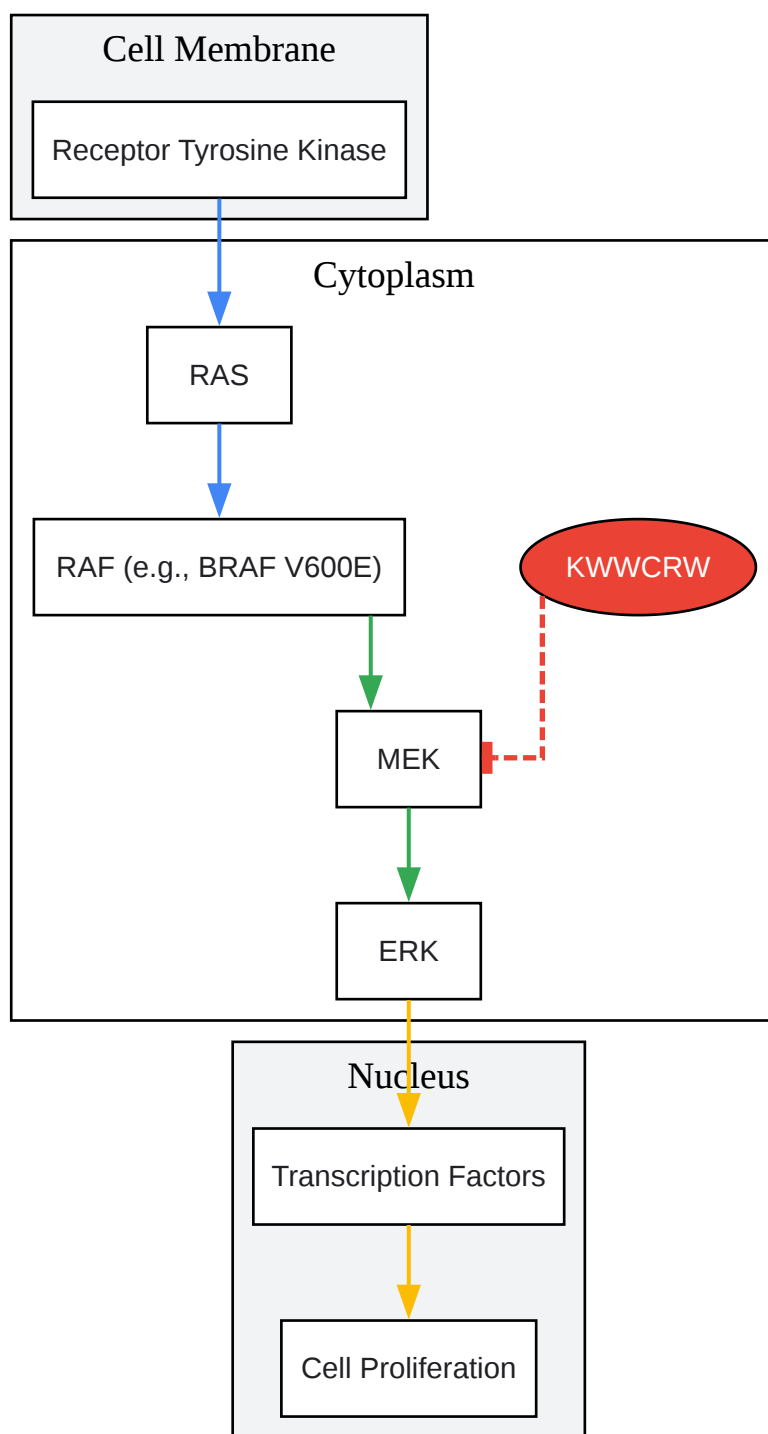 Cell Membrane
Receptor Tyrosine Kinase
Cytoplasm
RAS
RAF (e.g., BRAF V600E)
KWWCRW
MEK
ERK
Nucleus
Transcription Factors
Cell Proliferation